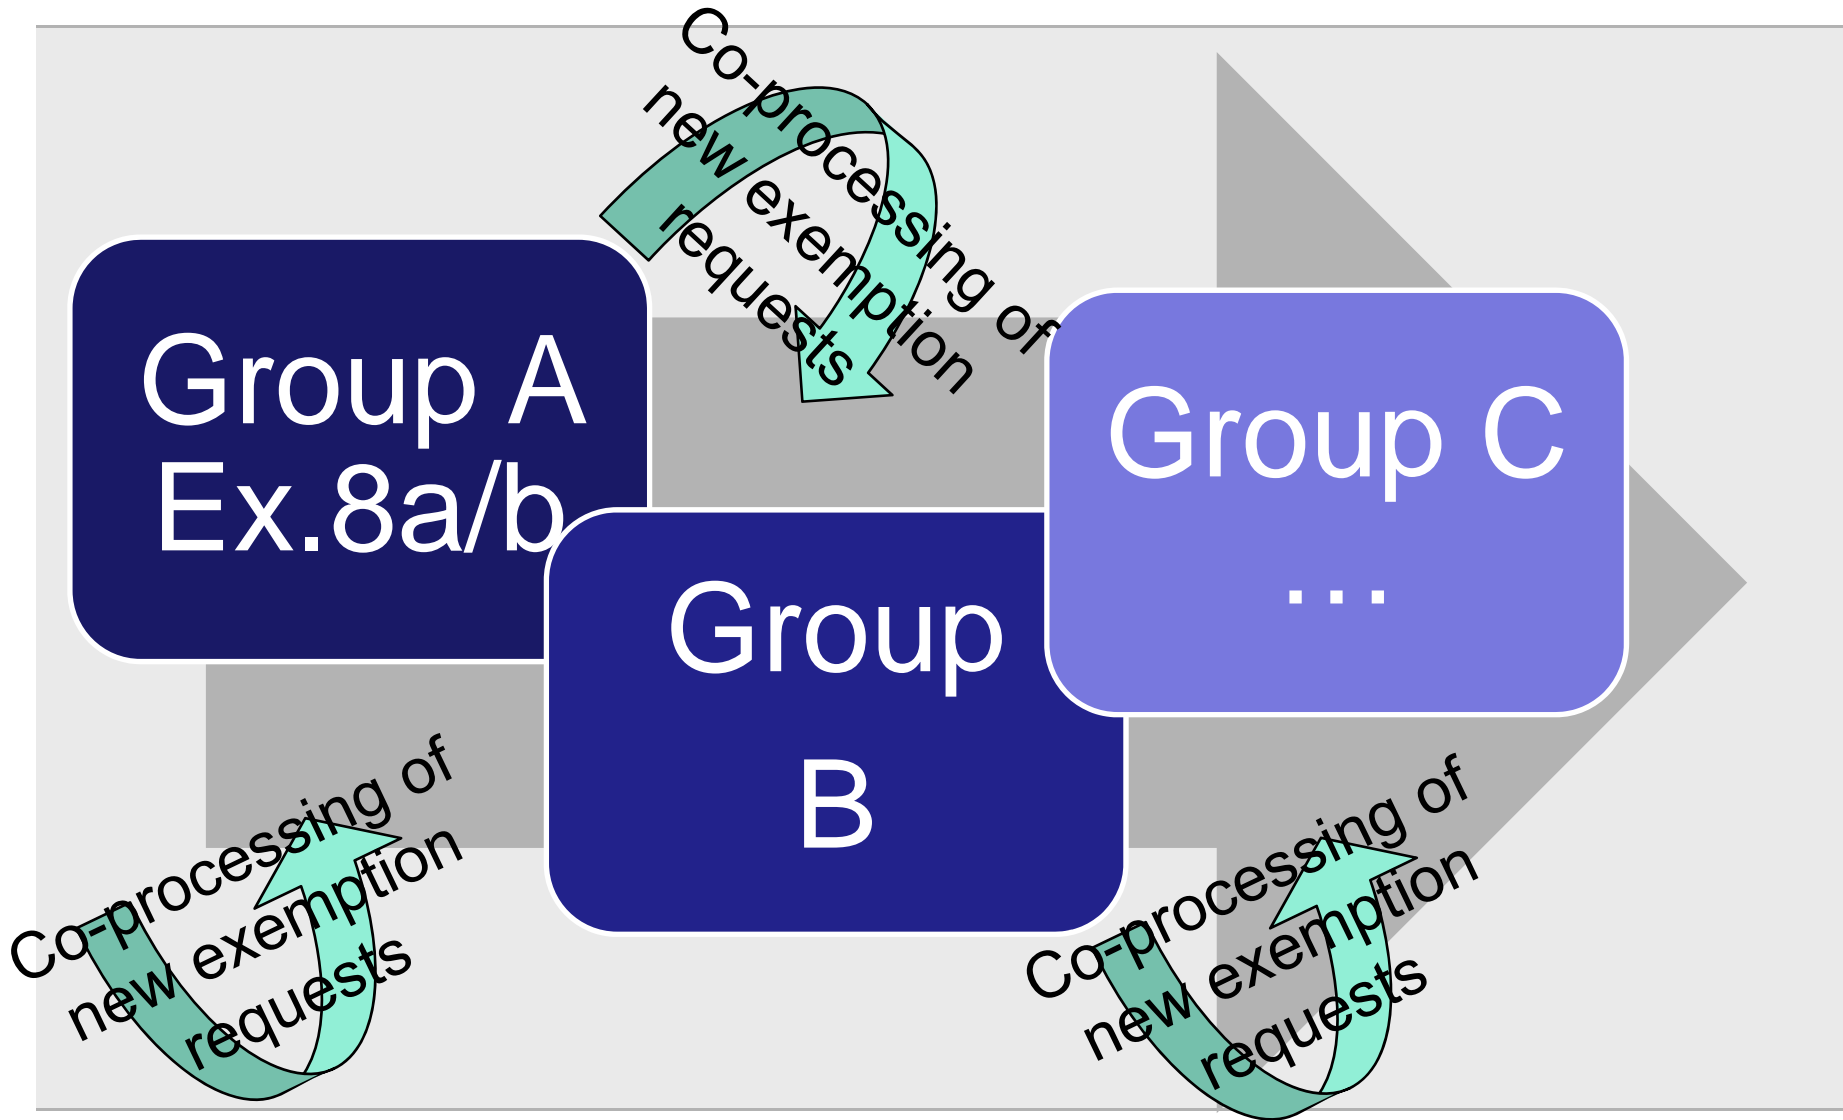 Co-processing of
new exemption
requests
Group A
Ex.8a/b
Group
B
Group C
…
Co-processing of
new exemption
requests
Co-processing of
new exemption
requests